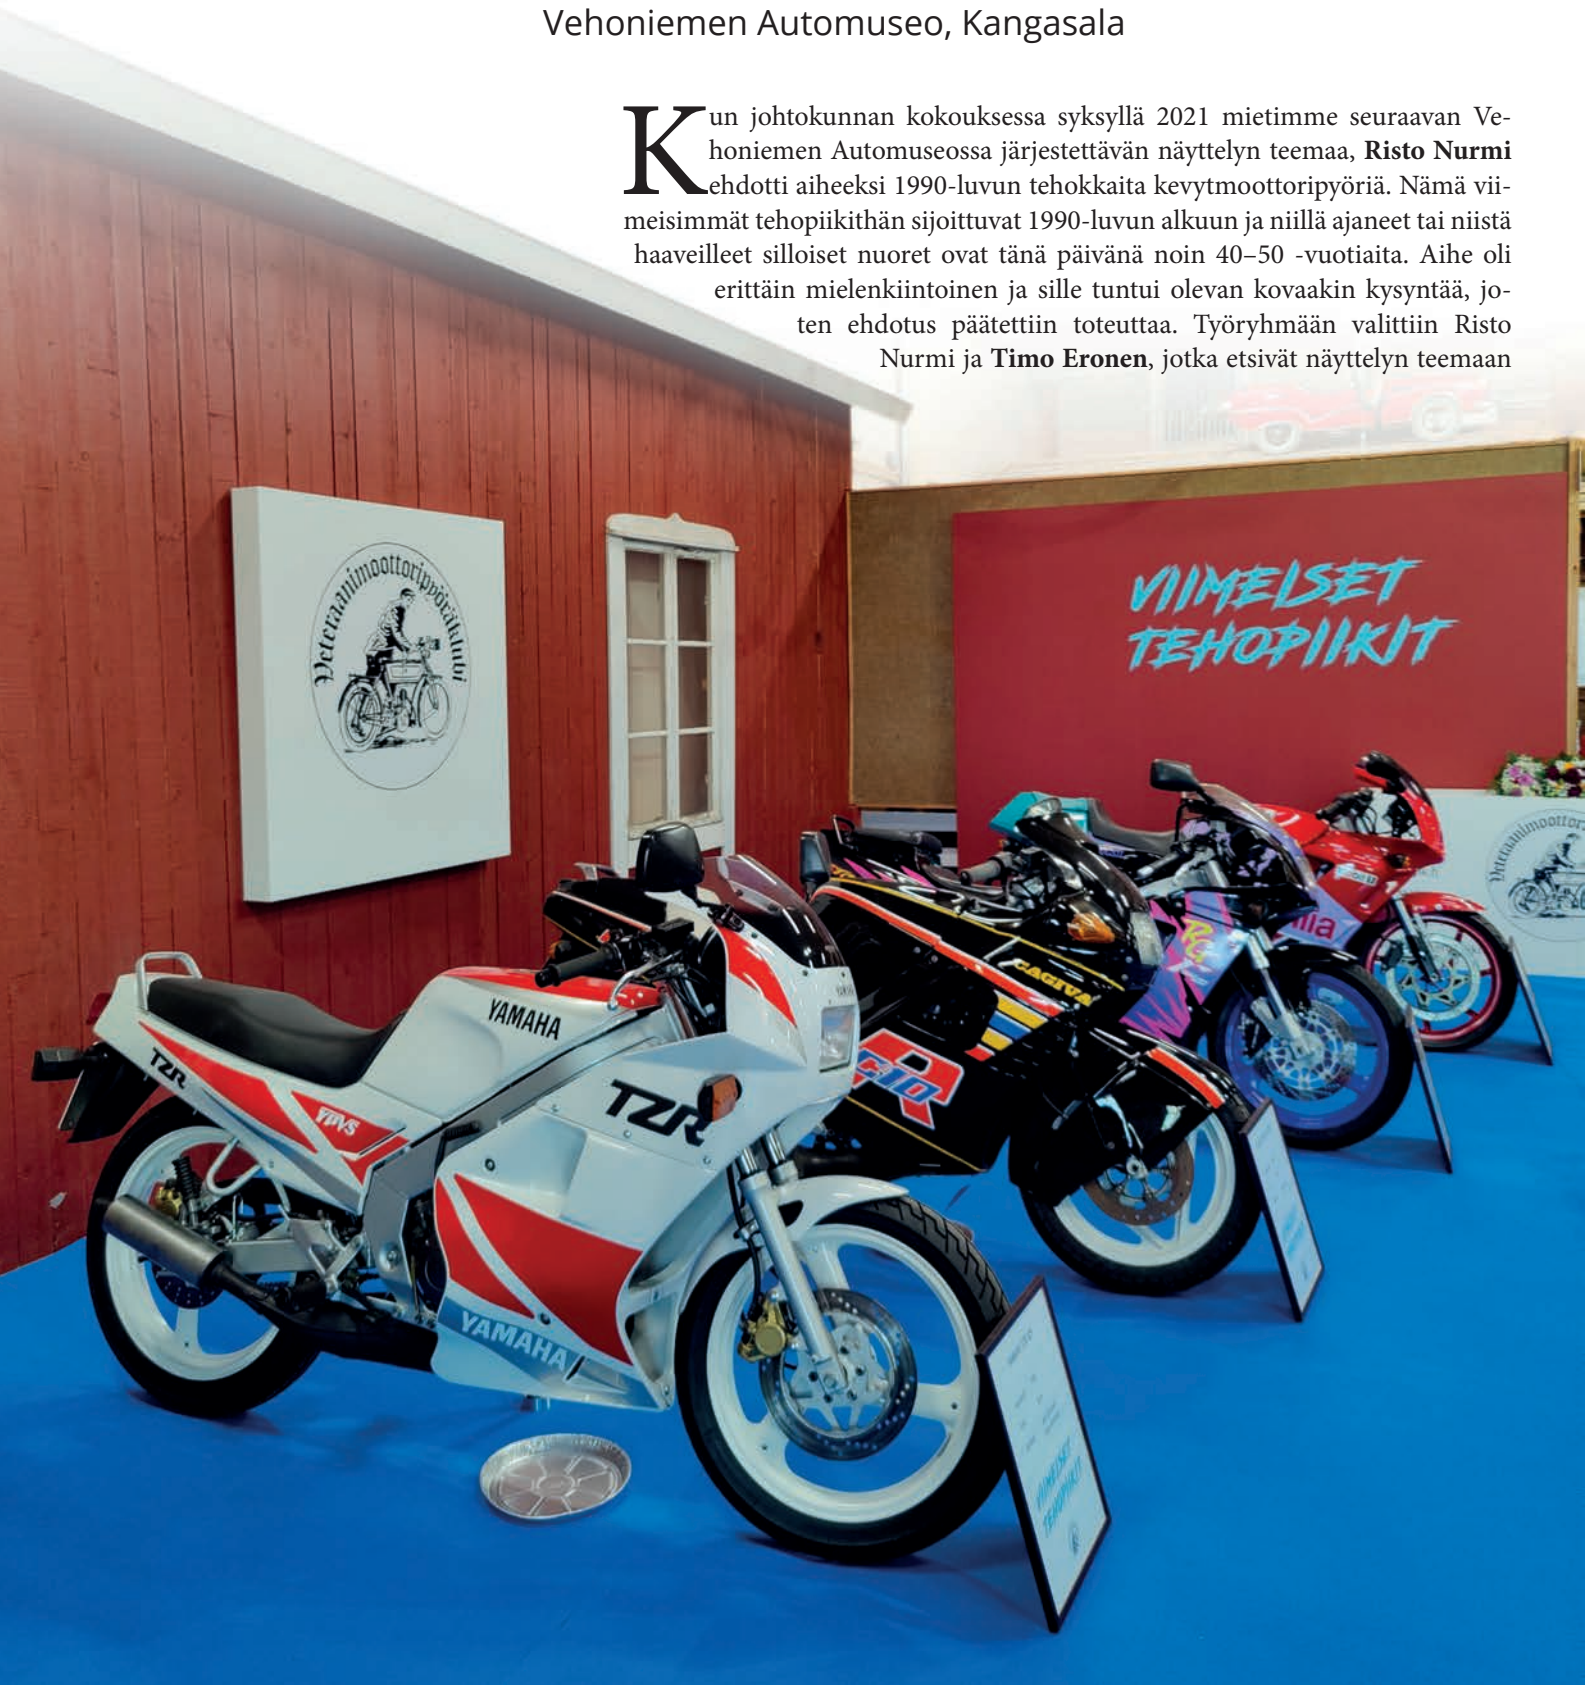 Vehoniemen Automuseo, Kangasala
Kun johtokunnan kokouksessa syksyllä 2021 mietimme seuraavan Ve-
honiemen Automuseossa järjestettävän näyttelyn teemaa, Risto Nurmi
ehdotti aiheeksi 1990-luvun tehokkaita kevytmoottoripyöriä. Nämä vii-
meisimmät tehopiikithän sijoittuvat 1990-luvun alkuun ja niillä ajaneet tai niistä
haaveilleet silloiset nuoret ovat tänä päivänä noin 40–50 -vuotiaita. Aihe oli
erittäin mielenkiintoinen ja sille tuntui olevan kovaakin kysyntää, jo-
ten ehdotus päätettiin toteuttaa. Työryhmään valittiin Risto
Nurmi ja Timo Eronen, jotka etsivät näyttelyn teemaan
Veteraanimoottoripyöräklubi
VIIMEISET
TEHOPIIKIT
YAMAHA
TZR
YPVS
TZR
YAMAHA
CAGIVA
VIIMEISET
TEHOPIIKIT